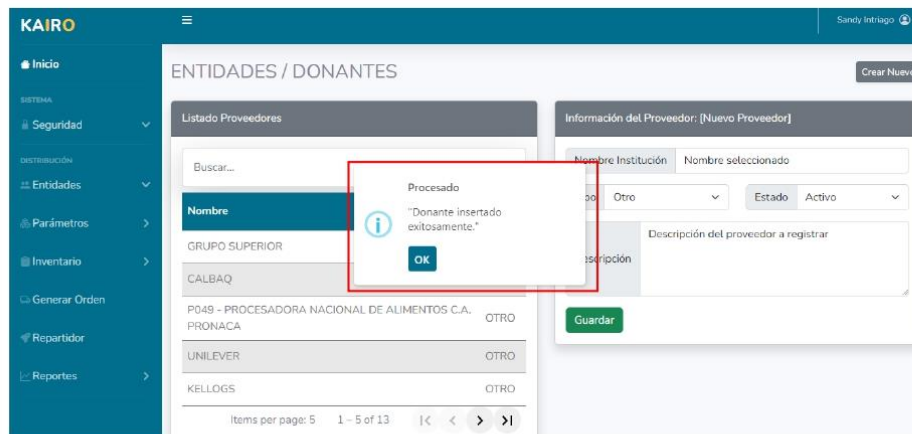 KAIRO
Sandy Intriago
Inicio
ENTIDADES / DONANTES
Crear Nuevo
SISTEMA
Seguridad
DISTRIBUCIÓN
Entidades
Parámetros
Inventario
Generar Orden
Repartidor
Reportes
Listado Proveedores
Buscar...
Nombre
GRUPO SUPERIOR
CALBAQ
P049 - PROCESADORA NACIONAL DE ALIMENTOS C.A.
PRONACA
OTRO
UNILEVER OTRO
KELLOGS OTRO
Items per page: 5 1 – 5 of 13
Procesado
"Donante insertado
exitosamente."
OK
Información del Proveedor: [Nuevo Proveedor]
Nombre Institución Nombre seleccionado
Otro Estado Activo
Descripción del proveedor a registrar
Guardar